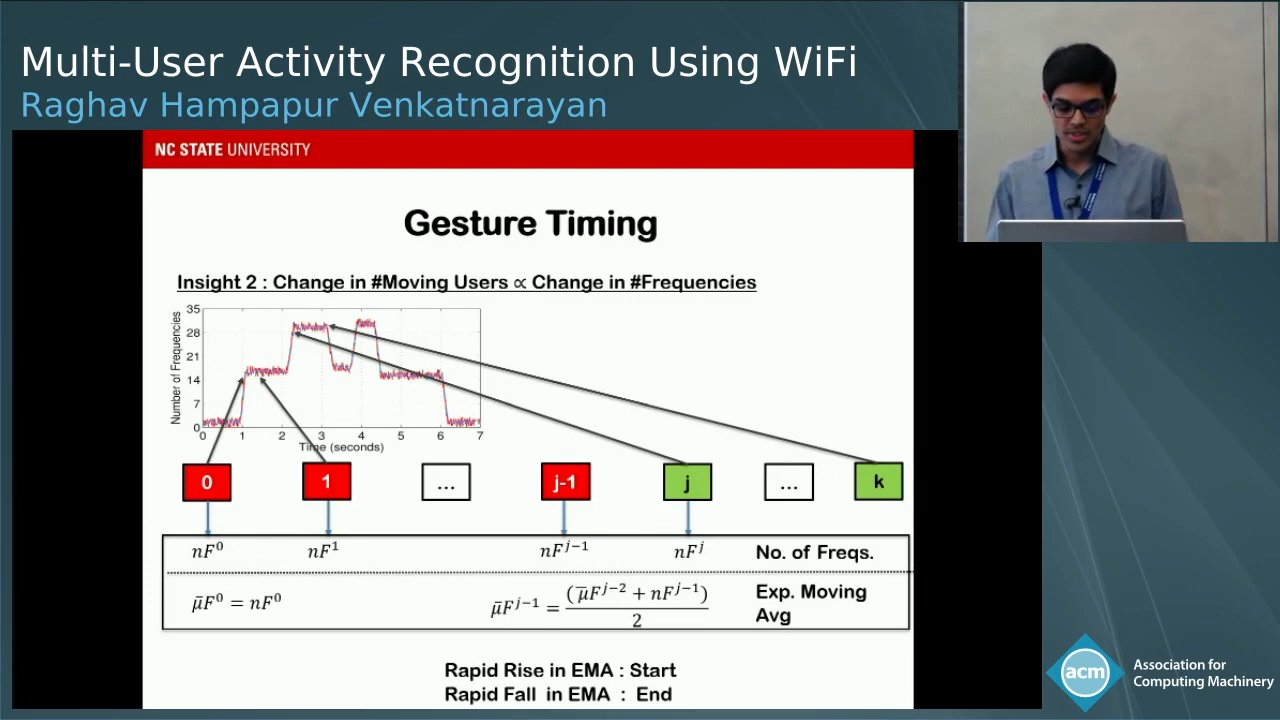 Multi-User Activity Recognition Using WiFi
Raghav Hampapur Venkatnarayan
NC STATE UNIVERSITY
Gesture Timing
Insight 2 : Change in #Moving Users ∝ Change in #Frequencies
Number of Frequencies
35
28
21
14
7
0
0 1 2 3 4 5 6 7
Time (seconds)
0 1 ... j-1 j ... k
nF⁰ nF¹ nFʲ⁻¹ nFʲ No. of Freqs.
μ̄F⁰ = nF⁰ μ̄Fʲ⁻¹ = (μ̄Fʲ⁻² + nFʲ⁻¹) / 2 Exp. Moving
Avg
Rapid Rise in EMA : Start
Rapid Fall in EMA : End
acm
Association for
Computing Machinery